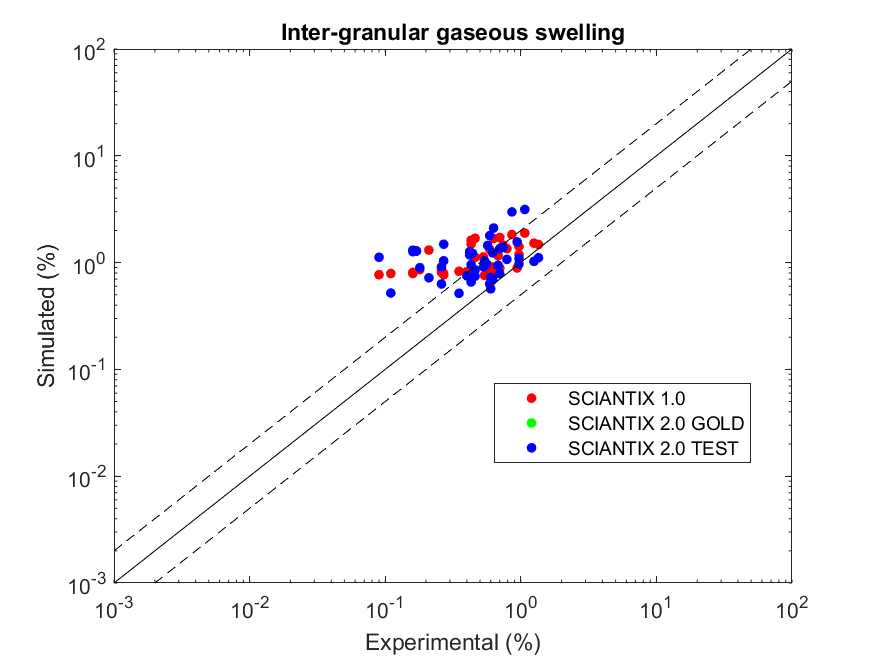 Inter-granular gaseous swelling
10^2
10^1
10^0
10^-1
10^-2
10^-3
Simulated (%)
SCIANTIX 1.0
SCIANTIX 2.0 GOLD
SCIANTIX 2.0 TEST
10^-3 10^-2 10^-1 10^0 10^1 10^2
Experimental (%)